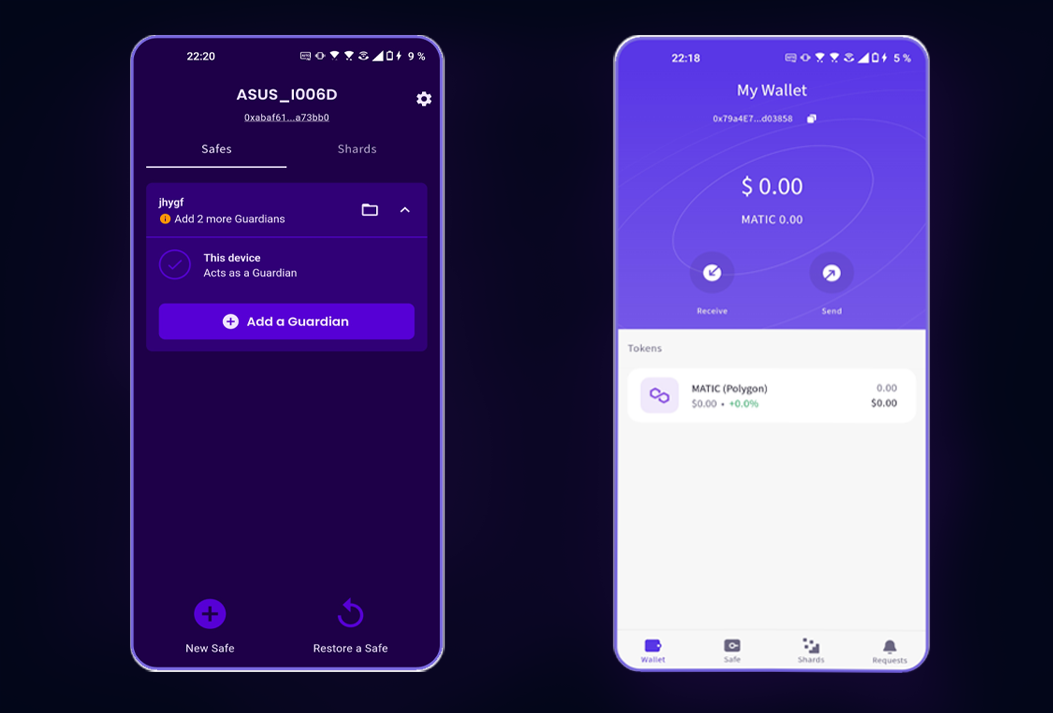 22:20
9 %
ASUS_I006D
0xabaf61...a73bb0
Safes
Shards
jhygf
Add 2 more Guardians
This device
Acts as a Guardian
Add a Guardian
New Safe
Restore a Safe
22:18
5 %
My Wallet
0x79a4E7...d03858
$ 0.00
MATIC 0.00
Receive
Send
Tokens
MATIC (Polygon)
0.00
$0.00 • +0.0%
$0.00
Wallet
Safe
Shards
Requests